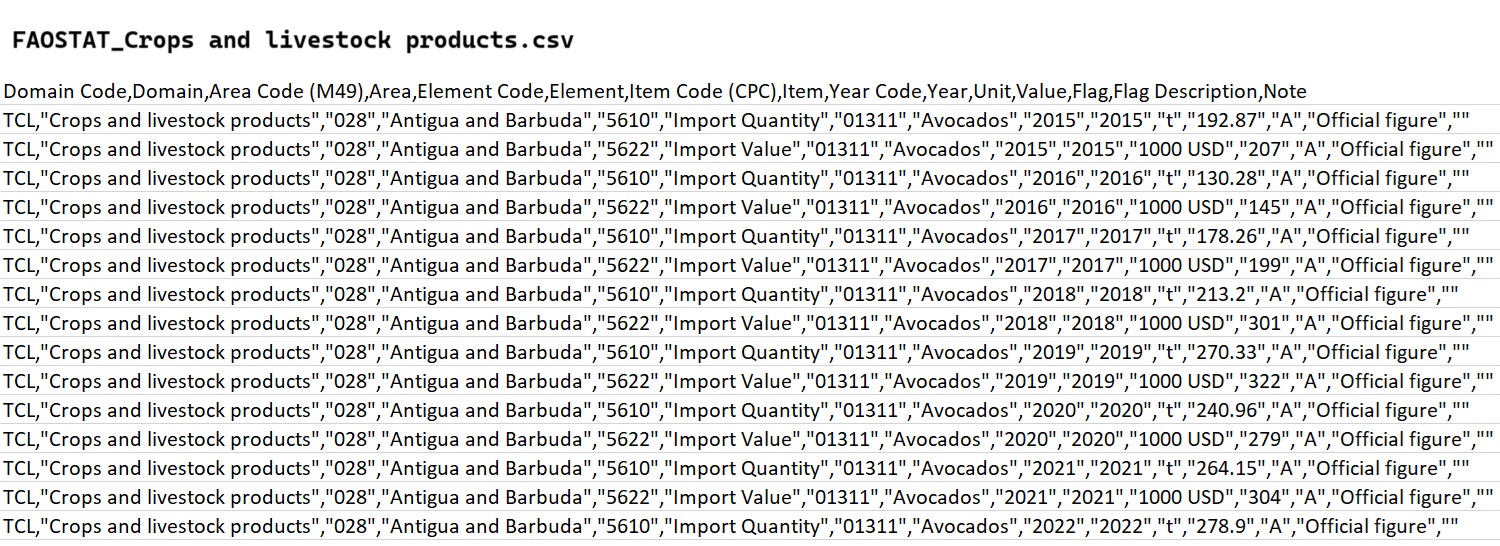 FAOSTAT_Crops and livestock products.csv
Domain Code,Domain,Area Code (M49),Area,Element Code,Element,Item Code (CPC),Item,Year Code,Year,Unit,Value,Flag,Flag Description,Note
TCL,"Crops and livestock products","028","Antigua and Barbuda","5610","Import Quantity","01311","Avocados","2015","2015","t","192.87","A","Official figure",""
TCL,"Crops and livestock products","028","Antigua and Barbuda","5622","Import Value","01311","Avocados","2015","2015","1000 USD","207","A","Official figure",""
TCL,"Crops and livestock products","028","Antigua and Barbuda","5610","Import Quantity","01311","Avocados","2016","2016","t","130.28","A","Official figure",""
TCL,"Crops and livestock products","028","Antigua and Barbuda","5622","Import Value","01311","Avocados","2016","2016","1000 USD","145","A","Official figure",""
TCL,"Crops and livestock products","028","Antigua and Barbuda","5610","Import Quantity","01311","Avocados","2017","2017","t","178.26","A","Official figure",""
TCL,"Crops and livestock products","028","Antigua and Barbuda","5622","Import Value","01311","Avocados","2017","2017","1000 USD","199","A","Official figure",""
TCL,"Crops and livestock products","028","Antigua and Barbuda","5610","Import Quantity","01311","Avocados","2018","2018","t","213.2","A","Official figure",""
TCL,"Crops and livestock products","028","Antigua and Barbuda","5622","Import Value","01311","Avocados","2018","2018","1000 USD","301","A","Official figure",""
TCL,"Crops and livestock products","028","Antigua and Barbuda","5610","Import Quantity","01311","Avocados","2019","2019","t","270.33","A","Official figure",""
TCL,"Crops and livestock products","028","Antigua and Barbuda","5622","Import Value","01311","Avocados","2019","2019","1000 USD","322","A","Official figure",""
TCL,"Crops and livestock products","028","Antigua and Barbuda","5610","Import Quantity","01311","Avocados","2020","2020","t","240.96","A","Official figure",""
TCL,"Crops and livestock products","028","Antigua and Barbuda","5622","Import Value","01311","Avocados","2020","2020","1000 USD","279","A","Official figure",""
TCL,"Crops and livestock products","028","Antigua and Barbuda","5610","Import Quantity","01311","Avocados","2021","2021","t","264.15","A","Official figure",""
TCL,"Crops and livestock products","028","Antigua and Barbuda","5622","Import Value","01311","Avocados","2021","2021","1000 USD","304","A","Official figure",""
TCL,"Crops and livestock products","028","Antigua and Barbuda","5610","Import Quantity","01311","Avocados","2022","2022","t","278.9","A","Official figure",""